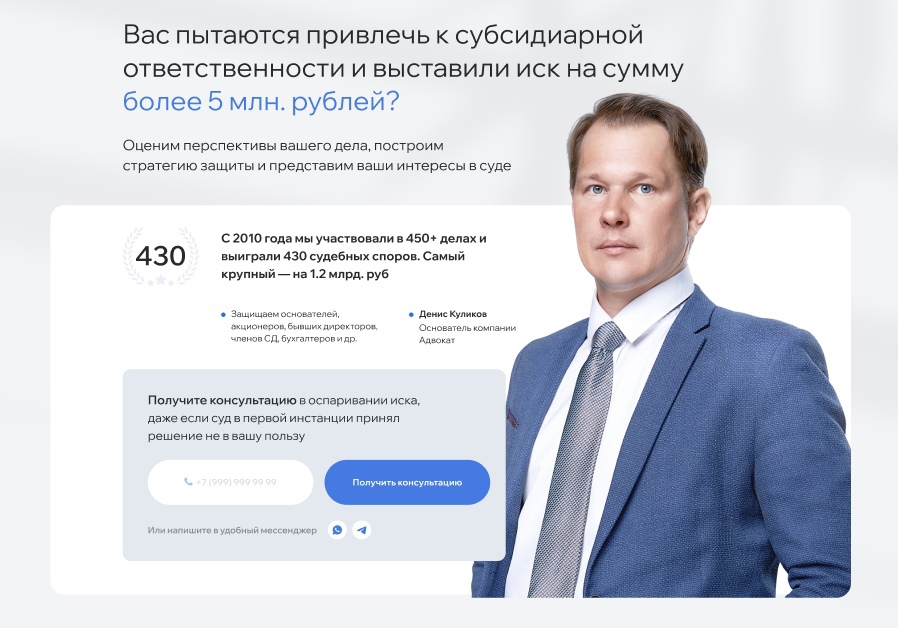 Вас пытаются привлечь к субсидиарной
ответственности и выставили иск на сумму
более 5 млн. рублей?
Оценим перспективы вашего дела, построим
стратегию защиты и представим ваши интересы в суде
430
С 2010 года мы участвовали в 450+ делах и
выиграли 430 судебных споров. Самый
крупный — на 1.2 млрд. руб
Защищаем основателей,
акционеров, бывших директоров,
членов СД, бухгалтеров и др.
Денис Куликов
Основатель компании
Адвокат
Получите консультацию в оспаривании иска,
даже если суд в первой инстанции принял
решение не в вашу пользу
+7 (999) 999 99 99
Получить консультацию
Или напишите в удобный мессенджер